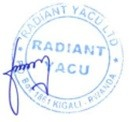 RADIANT YACU LTD
RADIANT
YACU
KIGALI - RWANDA